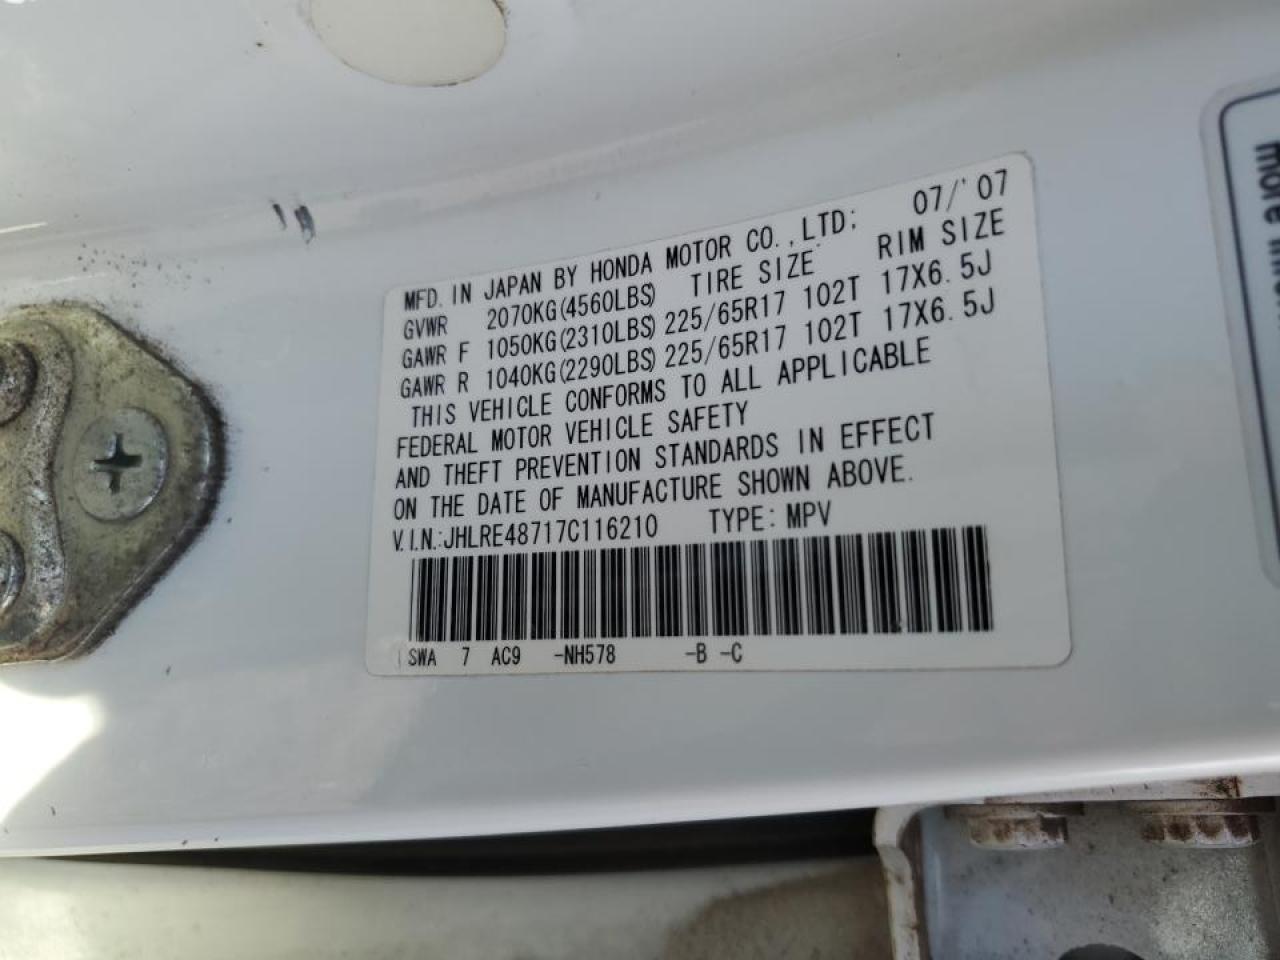 MFD. IN JAPAN BY HONDA MOTOR CO., LTD; 07/'07
GVWR 2070KG(4560LBS) TIRE SIZE RIM SIZE
GAWR F 1050KG(2310LBS) 225/65R17 102T 17X6.5J
GAWR R 1040KG(2290LBS) 225/65R17 102T 17X6.5J
THIS VEHICLE CONFORMS TO ALL APPLICABLE
FEDERAL MOTOR VEHICLE SAFETY
AND THEFT PREVENTION STANDARDS IN EFFECT
ON THE DATE OF MANUFACTURE SHOWN ABOVE.
V.I.N.:JHLRE48717C116210 TYPE: MPV
SWA 7 AC9 -NH578 -B -C
more